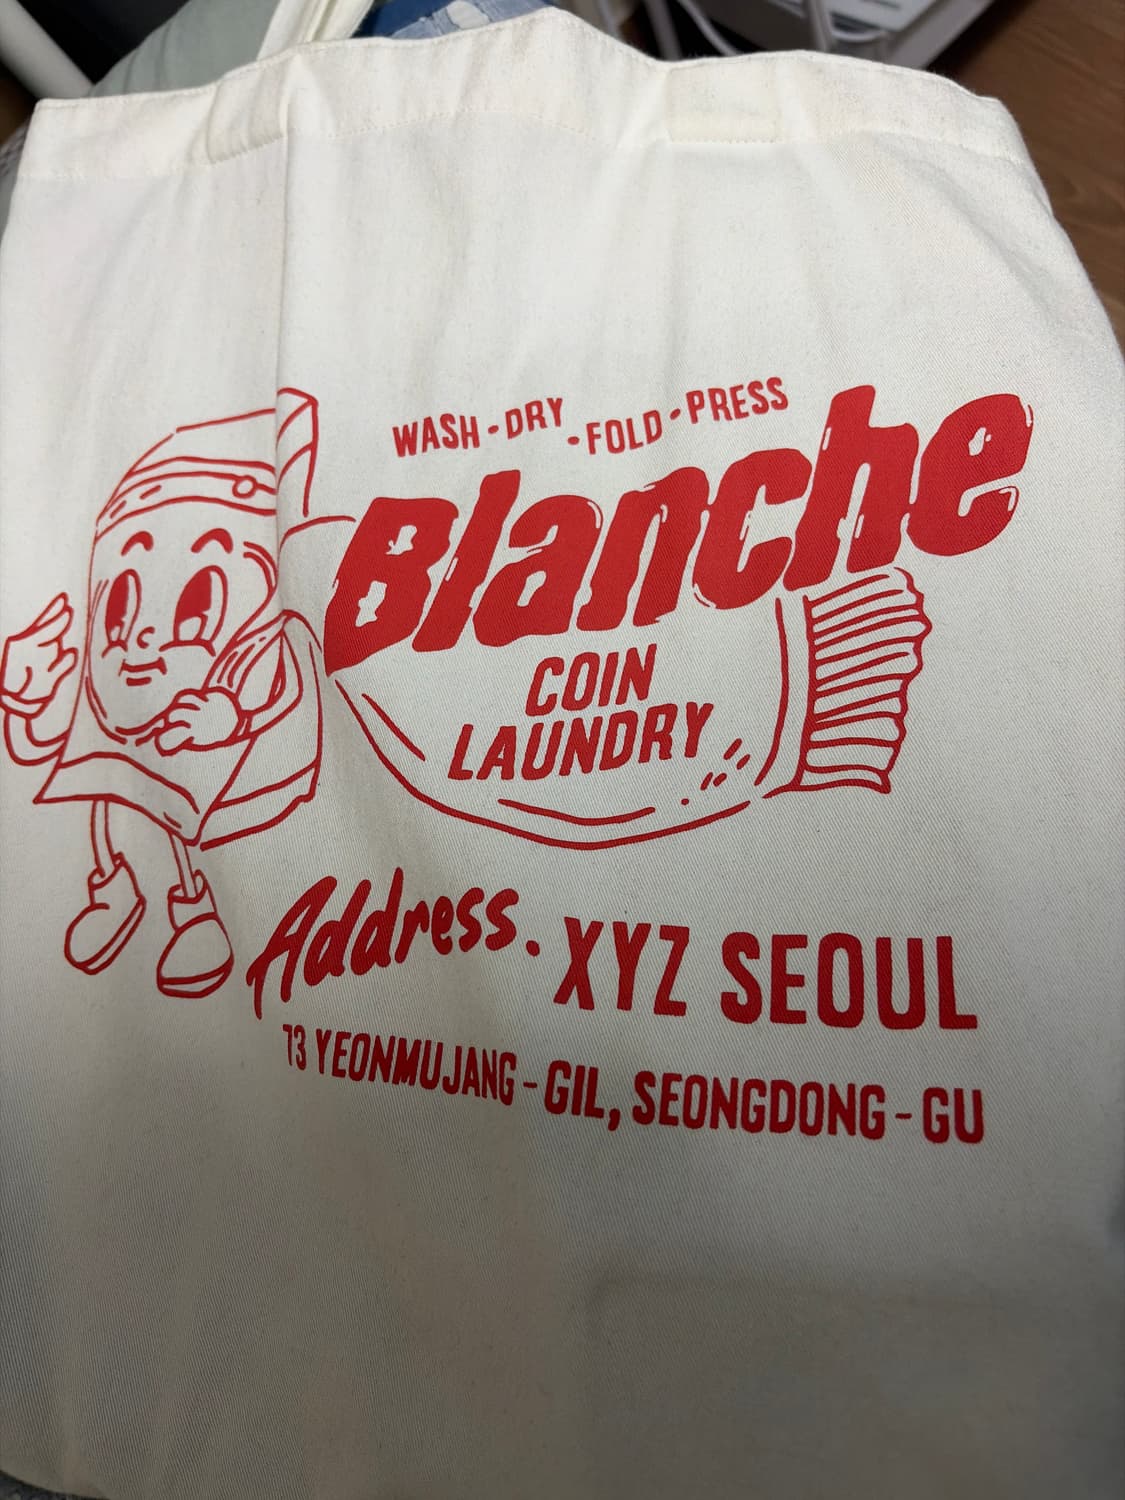 WASH - DRY - FOLD - PRESS
Blanche
COIN
LAUNDRY
Address. XYZ SEOUL
73 YEONMUJANG - GIL, SEONGDONG - GU